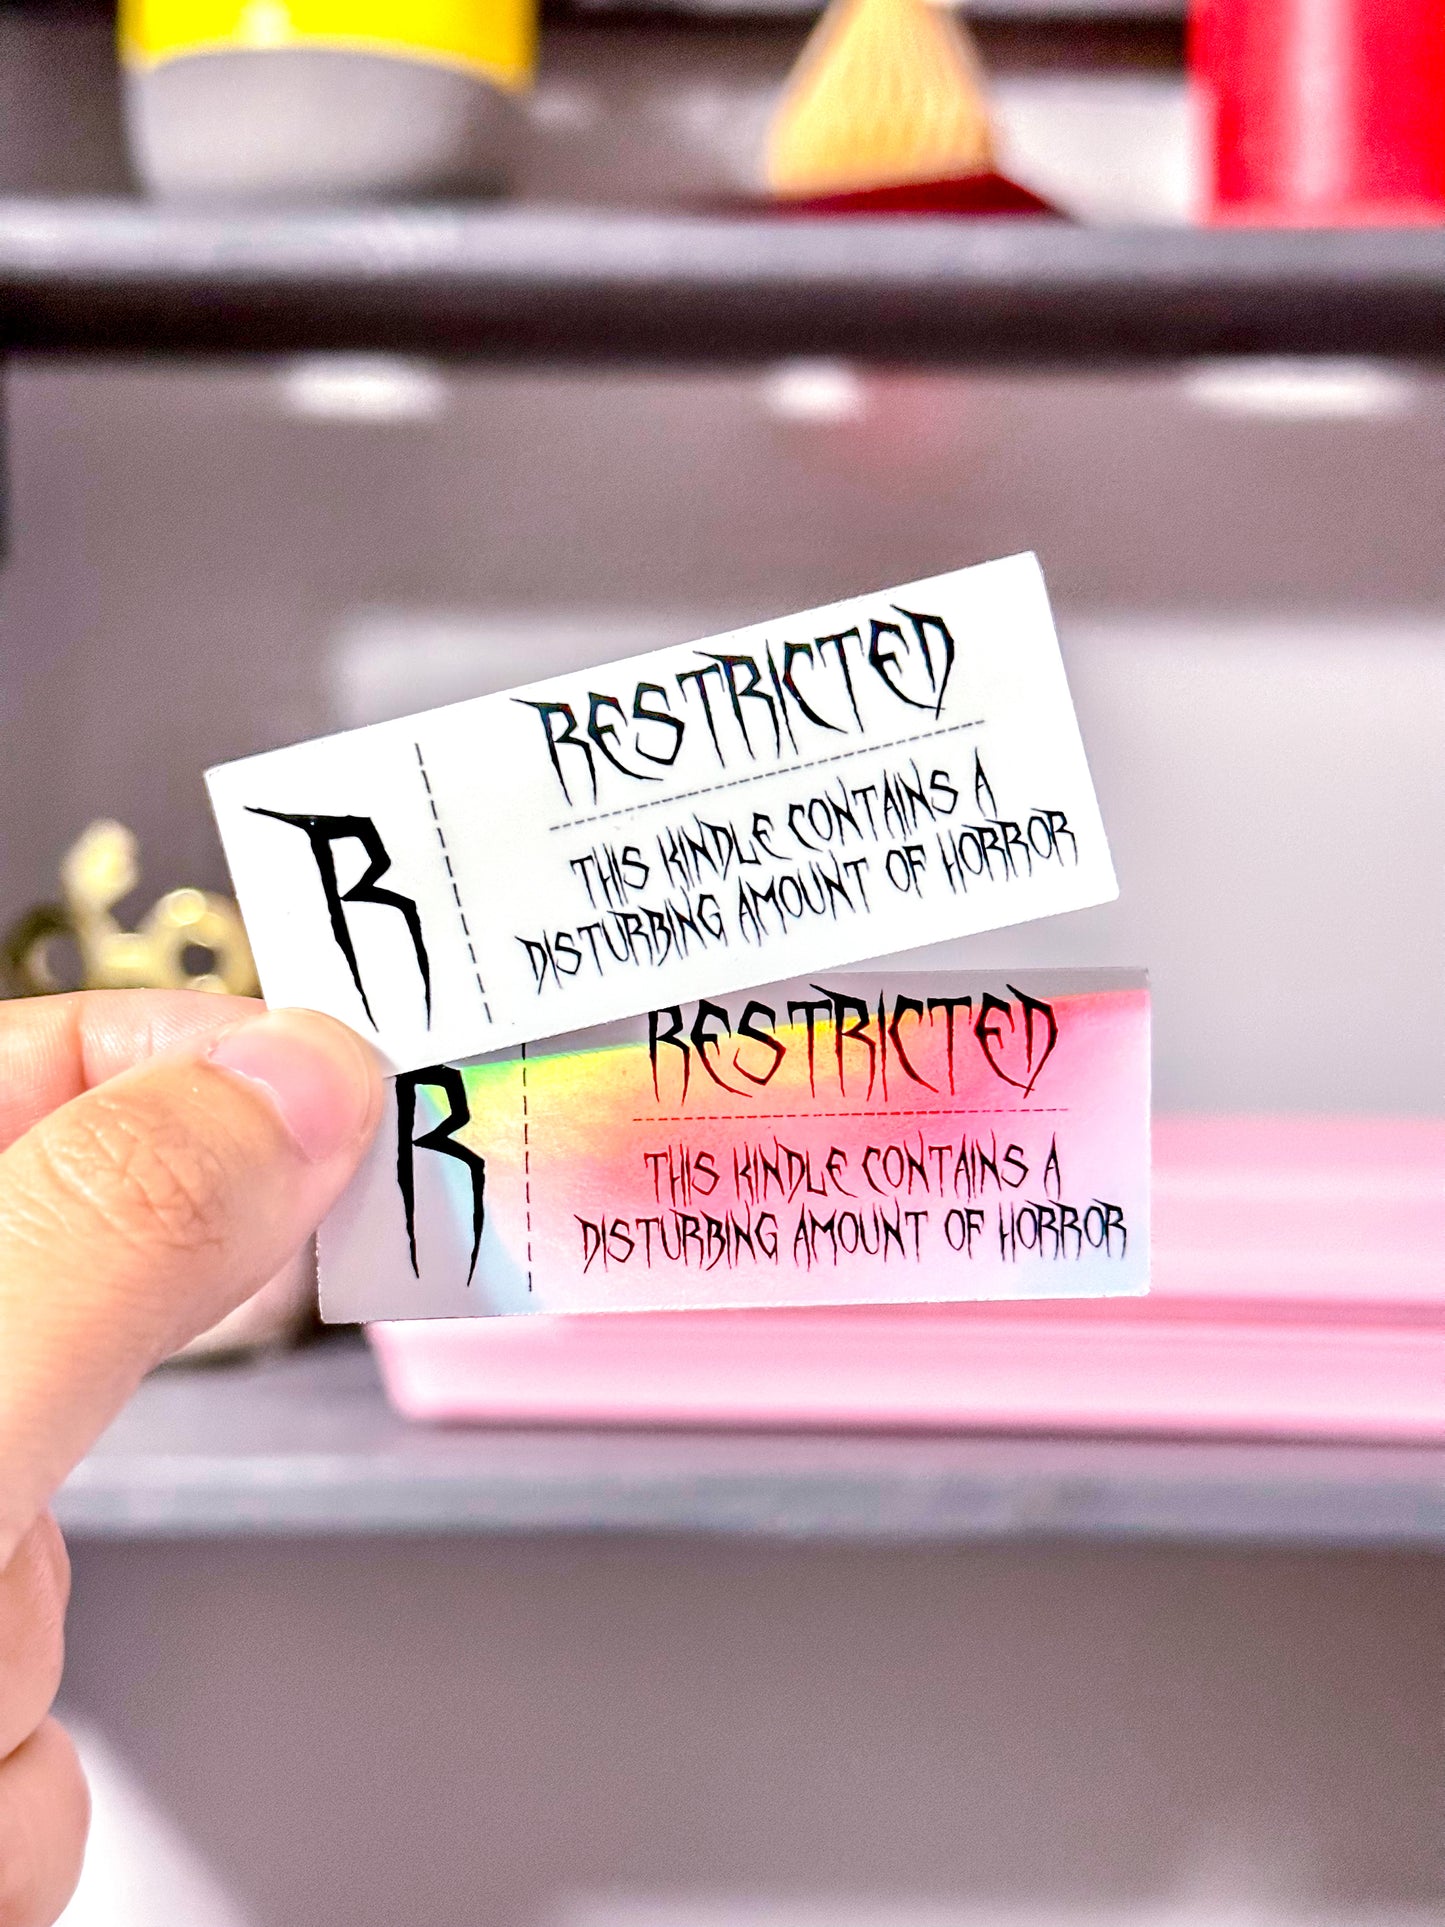 R
RESTRICTED
THIS KINDLE CONTAINS A
DISTURBING AMOUNT OF HORROR
R
RESTRICTED
THIS KINDLE CONTAINS A
DISTURBING AMOUNT OF HORROR